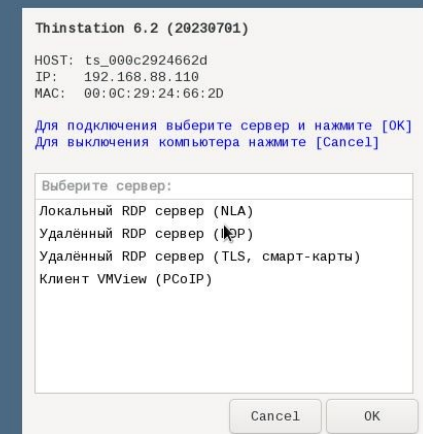 Thinstation 6.2 (20230701)
HOST: ts_000c2924662d
IP: 192.168.88.110
MAC: 00:0C:29:24:66:2D
Для подключения выберите сервер и нажмите [OK]
Для выключения компьютера нажмите [Cancel]
Выберите сервер:
Локальный RDP сервер (NLA)
Удалённый RDP сервер (RDP)
Удалённый RDP сервер (TLS, смарт-карты)
Клиент VMView (PCoIP)
Cancel OK